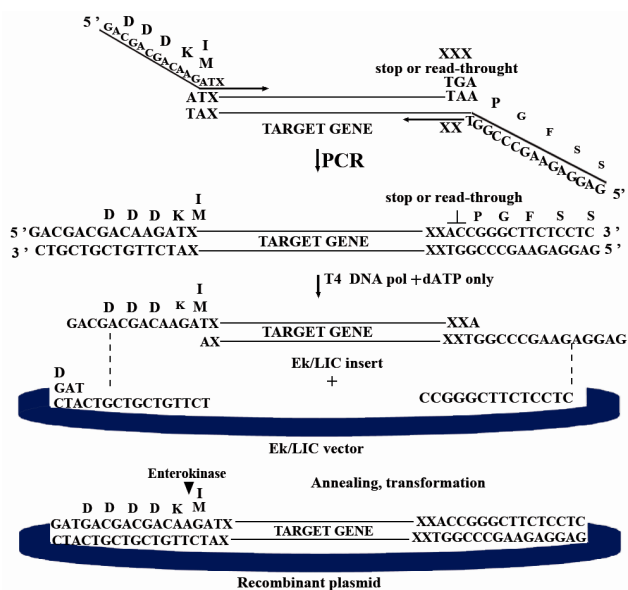 5' GACGACGACAAGATX
D D D K I
M
XXX
stop or read-throught
TGA
ATX TAA P G F S S
TAX XX TGGCCCGAAGAGGAG 5'
TARGET GENE
PCR
I stop or read-through
D D D K M P G F S S
5' GACGACGACAAGATX XXACCGGGCTTCTCCTC 3'
3' CTGCTGCTGTTCTAX TARGET GENE XXTGGCCCGAAGAGGAG 5'
T4 DNA pol +dATP only
I
D D D K M
GACGACGACAAGATX XXA
AX TARGET GENE XXTGGCCCGAAGAGGAG
Ek/LIC insert
+
D
GAT
CTACTGCTGCTGTTCT CCGGGCTTCTCCTC
Ek/LIC vector
Enterokinase Annealing, transformation
I
D D D D K M
GATGACGACGACAAGATX XXACCGGGCTTCTCCTC
CTACTGCTGCTGTTCTAX TARGET GENE XXTGGCCCGAAGAGGAG
Recombinant plasmid